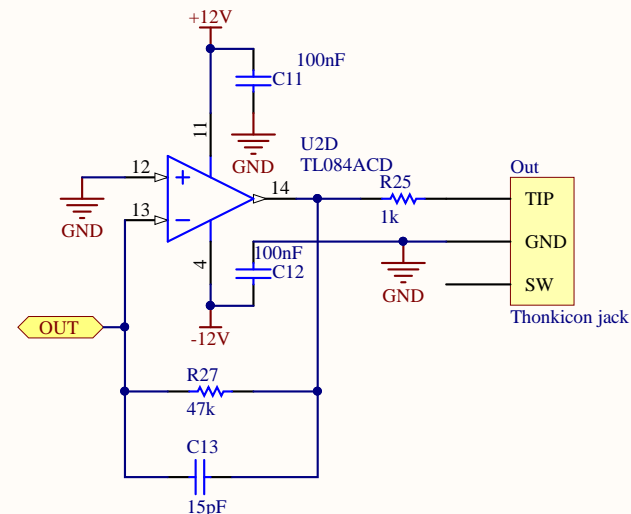 +12V
100nF
C11
11
GND
U2D
TL084ACD
12
+
13
−
14
GND
R25
1k
Out
TIP
GND
SW
Thonkicon jack
4
100nF
C12
GND
-12V
OUT
R27
47k
C13
15pF